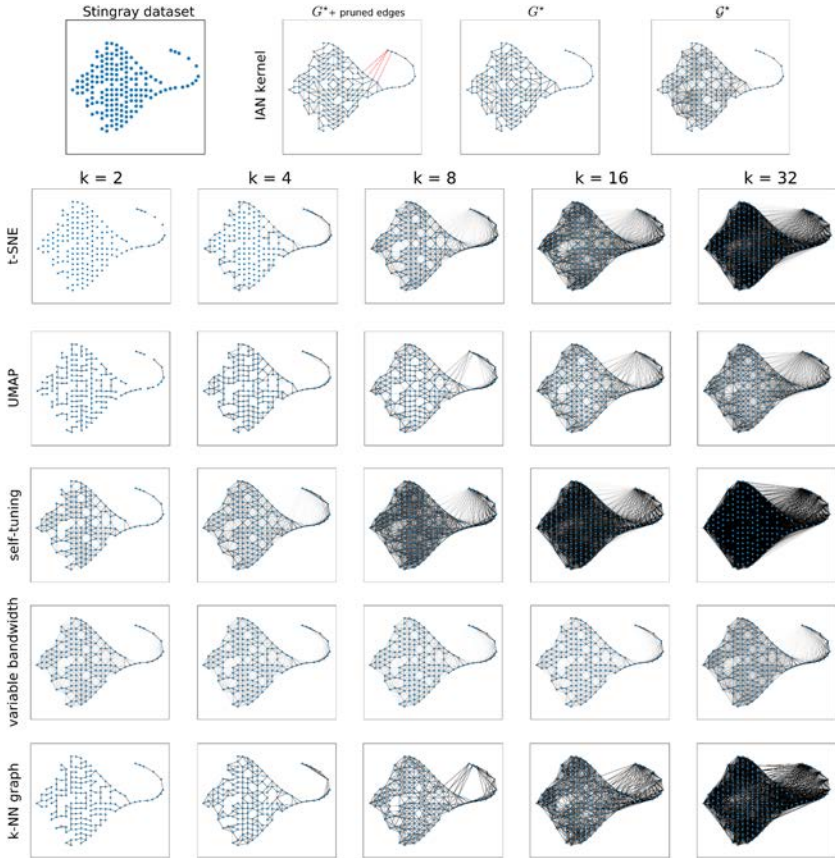 Stingray dataset
G*+ pruned edges
G*
𝒢*
IAN kernel
k = 2
k = 4
k = 8
k = 16
k = 32
t-SNE
UMAP
self-tuning
variable bandwidth
k-NN graph